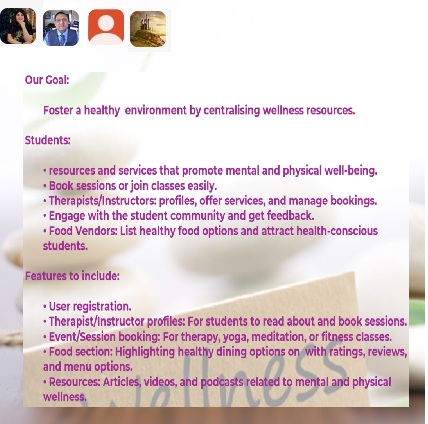 Our Goal:
Foster a healthy environment by centralising wellness resources.
Students:
• resources and services that promote mental and physical well-being.
• Book sessions or join classes easily.
• Therapists/Instructors: profiles, offer services, and manage bookings.
• Engage with the student community and get feedback.
• Food Vendors: List healthy food options and attract health-conscious
students.
Features to include:
• User registration.
• Therapist/Instructor profiles: For students to read about and book sessions.
• Event/Session booking: For therapy, yoga, meditation, or fitness classes.
• Food section: Highlighting healthy dining options on with ratings, reviews,
and menu options.
• Resources: Articles, videos, and podcasts related to mental and physical
wellness.
Wellness